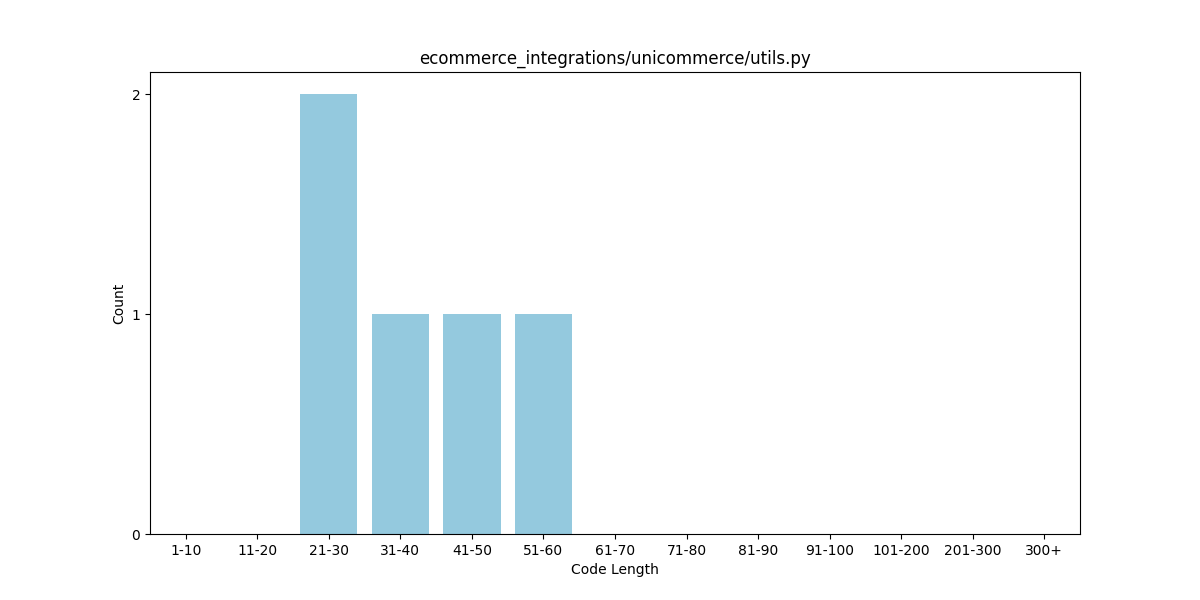 ecommerce_integrations/unicommerce/utils.py
Count
2
1
0
1-10 11-20 21-30 31-40 41-50 51-60 61-70 71-80 81-90 91-100 101-200 201-300 300+
Code Length